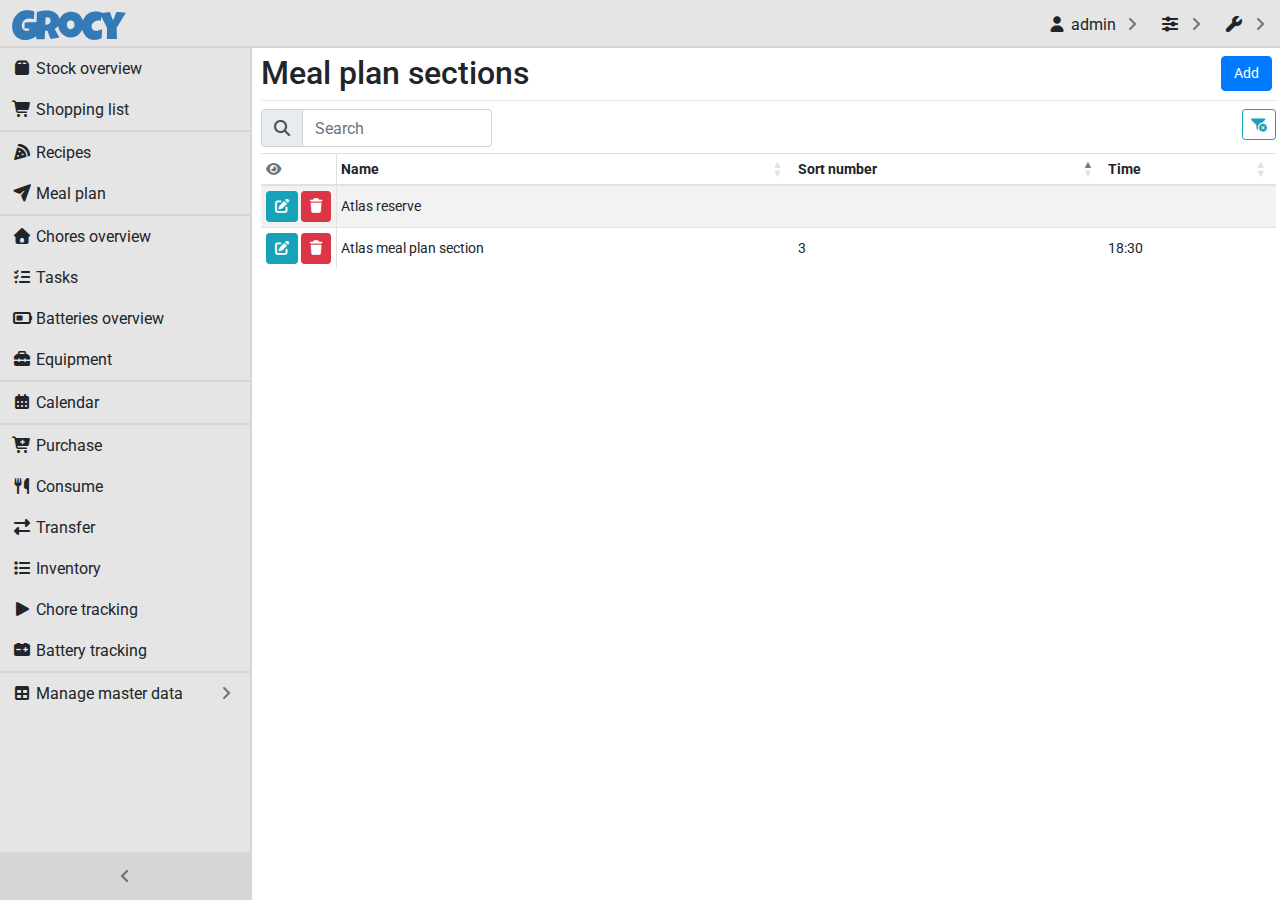 GROCY
admin
Stock overview
Shopping list
Recipes
Meal plan
Chores overview
Tasks
Batteries overview
Equipment
Calendar
Purchase
Consume
Transfer
Inventory
Chore tracking
Battery tracking
Manage master data
Meal plan sections
Add
Search
Name Sort number Time
Atlas reserve
Atlas meal plan section 3 18:30